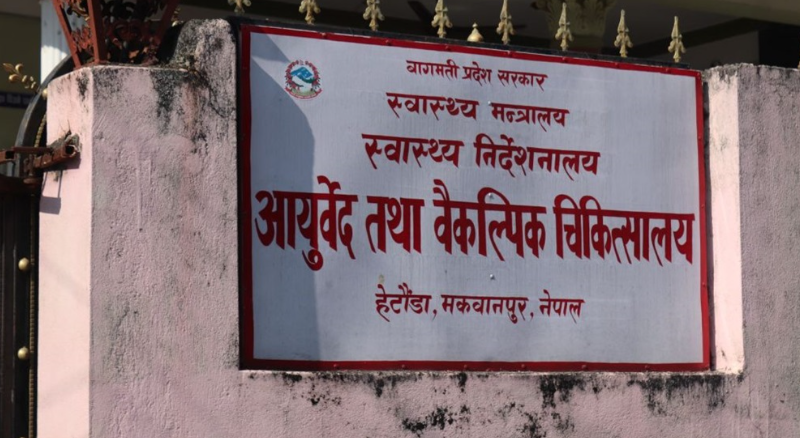 वागमती प्रदेश सरकार
स्वास्थ्य मन्त्रालय
स्वास्थ्य निर्देशनालय
आयुर्वेद तथा वैकल्पिक चिकित्सालय
हेटौंडा, मकवानपुर, नेपाल